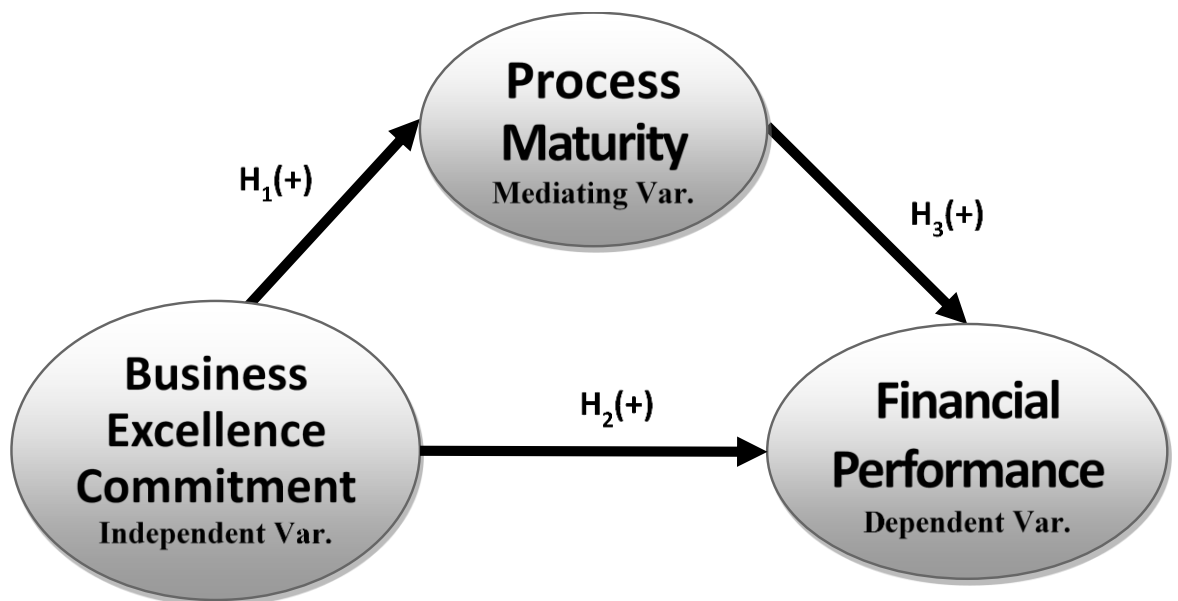 Process
Maturity
Mediating Var.
H₁(+)
H₃(+)
Business
Excellence
Commitment
Independent Var.
H₂(+)
Financial
Performance
Dependent Var.